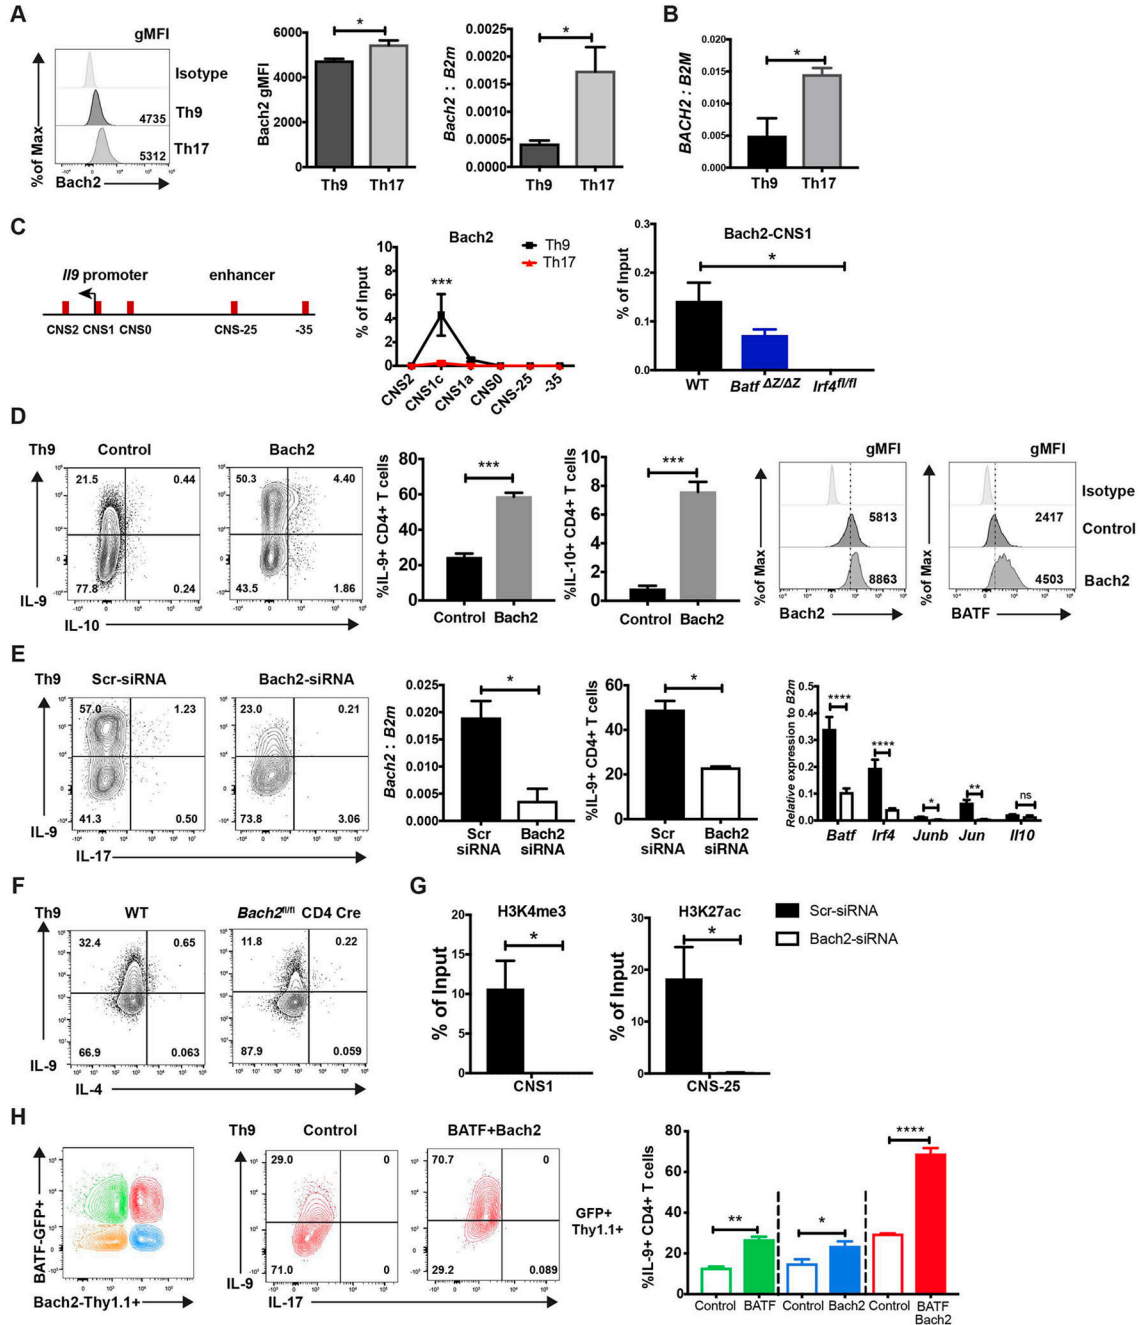 A
gMFI
Isotype
Th9
4735
Th17
5312
%of Max
Bach2
Bach2 gMFI
6000
4000
2000
0
*
Th9
Th17
Bach2 : B2m
0.0025
0.0020
0.0015
0.0010
0.0005
0.0000
*
Th9
Th17
B
BACH2 : B2M
0.020
0.015
0.010
0.005
0.000
*
Th9
Th17
C
Il9 promoter
enhancer
CNS2
CNS1
CNS0
CNS-25
-35
Bach2
Th9
Th17
% of Input
10
8
6
4
2
0
***
CNS2
CNS1c
CNS1a
CNS0
CNS-25
-35
Bach2-CNS1
% of Input
0.3
0.2
0.1
0.0
*
WT
Batf ΔZ/ΔZ
Irf4fl/fl
D
Th9
Control
Bach2
21.5
0.44
77.8
0.24
50.3
4.40
43.5
1.86
IL-9
IL-10
%IL-9+ CD4+ T cells
80
60
40
20
0
***
Control
Bach2
%IL-10+ CD4+ T cells
10
8
6
4
2
0
***
Control
Bach2
gMFI
5813
8863
%of Max
Bach2
gMFI
2417
4503
%of Max
BATF
Isotype
Control
Bach2
E
Th9
Scr-siRNA
Bach2-siRNA
57.0
1.23
41.3
0.50
23.0
0.21
73.8
3.06
IL-9
IL-17
Bach2 : B2m
0.025
0.020
0.015
0.010
0.005
0.000
*
Scr siRNA
Bach2 siRNA
%IL-9+ CD4+ T cells
60
40
20
0
*
Scr siRNA
Bach2 siRNA
Relative expression to B2m
0.5
0.4
0.3
0.2
0.1
0.0
****
****
*
**
ns
Batf
Irf4
Junb
Jun
Il10
F
Th9
WT
Bach2fl/fl CD4 Cre
32.4
0.65
66.9
0.063
11.8
0.22
87.9
0.059
IL-9
IL-4
G
H3K4me3
% of Input
20
15
10
5
0
*
CNS1
H3K27ac
% of Input
30
20
10
0
*
CNS-25
Scr-siRNA
Bach2-siRNA
H
BATF-GFP+
Bach2-Thy1.1+
Th9
Control
BATF+Bach2
29.0
0
71.0
0
70.7
0
29.2
0.089
IL-9
IL-17
GFP+
Thy1.1+
%IL-9+ CD4+ T cells
80
60
40
20
0
**
*
****
Control
BATF
Control
Bach2
Control
BATF
Bach2